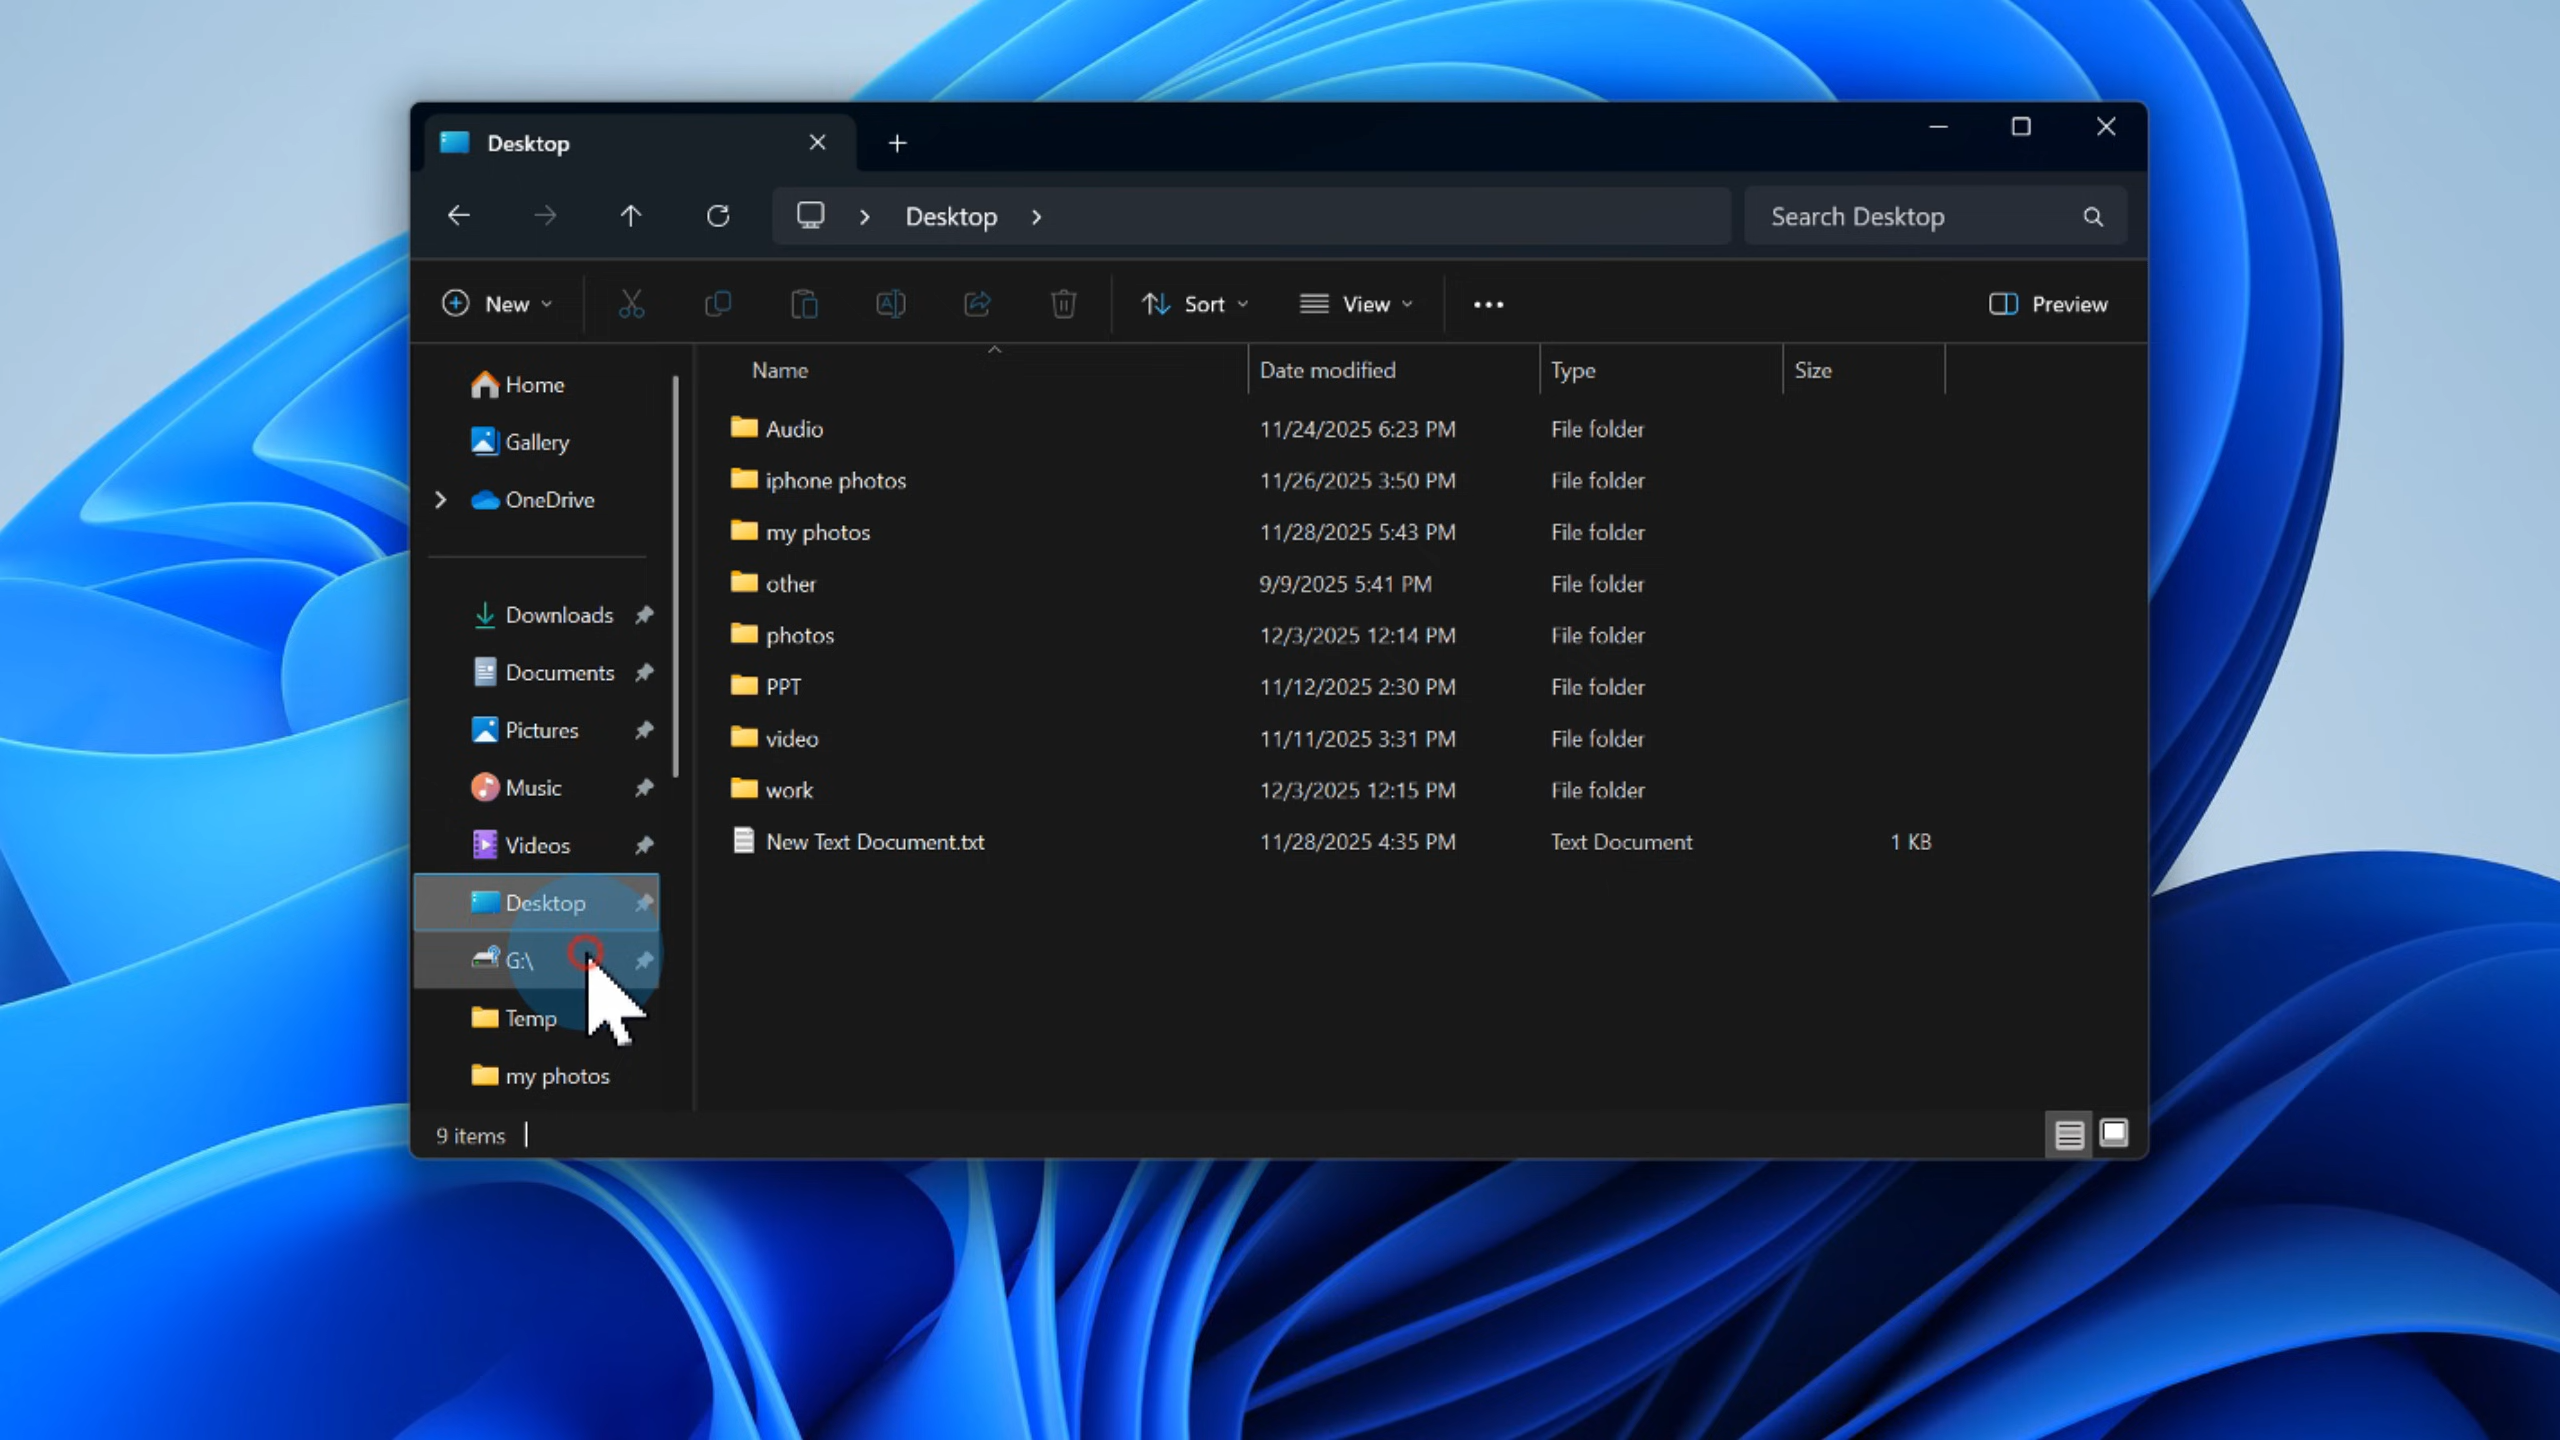 Desktop
Desktop
Search Desktop
New
Sort
View
Preview
Home
Gallery
OneDrive
Downloads
Documents
Pictures
Music
Videos
Desktop
G:\
Temp
my photos
Name Date modified Type Size
Audio 11/24/2025 6:23 PM File folder
iphone photos 11/26/2025 3:50 PM File folder
my photos 11/28/2025 5:43 PM File folder
other 9/9/2025 5:41 PM File folder
photos 12/3/2025 12:14 PM File folder
PPT 11/12/2025 2:30 PM File folder
video 11/11/2025 3:31 PM File folder
work 12/3/2025 12:15 PM File folder
New Text Document.txt 11/28/2025 4:35 PM Text Document 1 KB
9 items